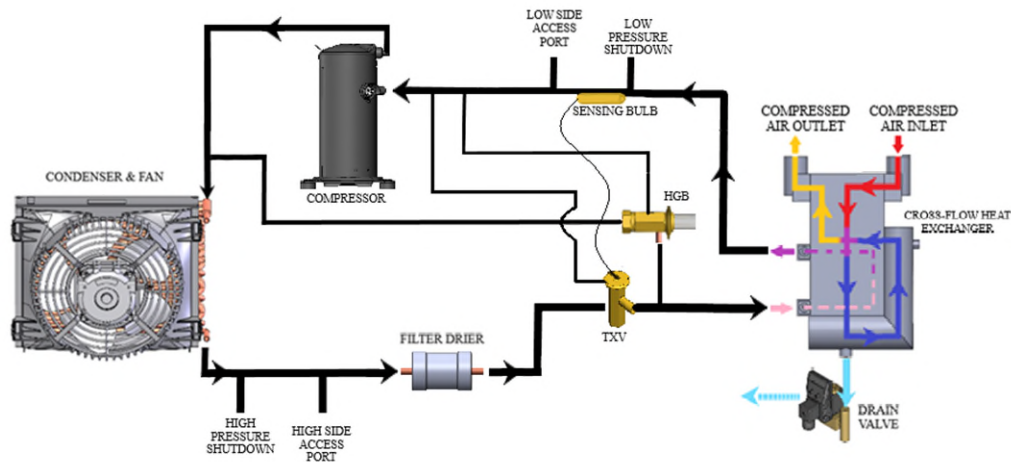 LOW SIDE
ACCESS
PORT
LOW
PRESSURE
SHUTDOWN
SENSING BULB
COMPRESSED
AIR OUTLET
COMPRESSED
AIR INLET
CONDENSER & FAN
COMPRESSOR
HGB
CROSS-FLOW HEAT
EXCHANGER
TXV
FILTER DRIER
HIGH
PRESSURE
SHUTDOWN
HIGH SIDE
ACCESS
PORT
DRAIN
VALVE